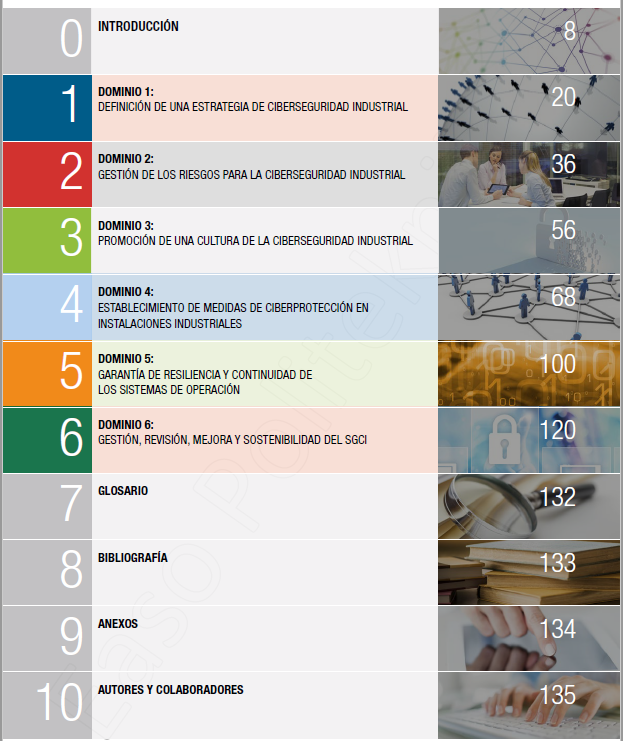 0
INTRODUCCIÓN
8
1
DOMINIO 1:
DEFINICIÓN DE UNA ESTRATEGIA DE CIBERSEGURIDAD INDUSTRIAL
20
2
DOMINIO 2:
GESTIÓN DE LOS RIESGOS PARA LA CIBERSEGURIDAD INDUSTRIAL
36
3
DOMINIO 3:
PROMOCIÓN DE UNA CULTURA DE LA CIBERSEGURIDAD INDUSTRIAL
56
4
DOMINIO 4:
ESTABLECIMIENTO DE MEDIDAS DE CIBERPROTECCIÓN EN
INSTALACIONES INDUSTRIALES
68
5
DOMINIO 5:
GARANTÍA DE RESILIENCIA Y CONTINUIDAD DE
LOS SISTEMAS DE OPERACIÓN
100
6
DOMINIO 6:
GESTIÓN, REVISIÓN, MEJORA Y SOSTENIBILIDAD DEL SGCI
120
7
GLOSARIO
132
8
BIBLIOGRAFÍA
133
9
ANEXOS
134
10
AUTORES Y COLABORADORES
135